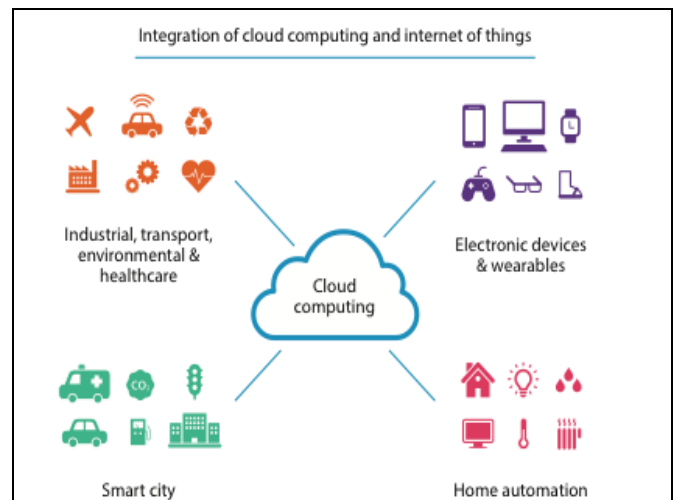 Integration of cloud computing and internet of things
Industrial, transport,
environmental &
healthcare
Electronic devices
& wearables
Cloud
computing
CO₂
Smart city
Home automation